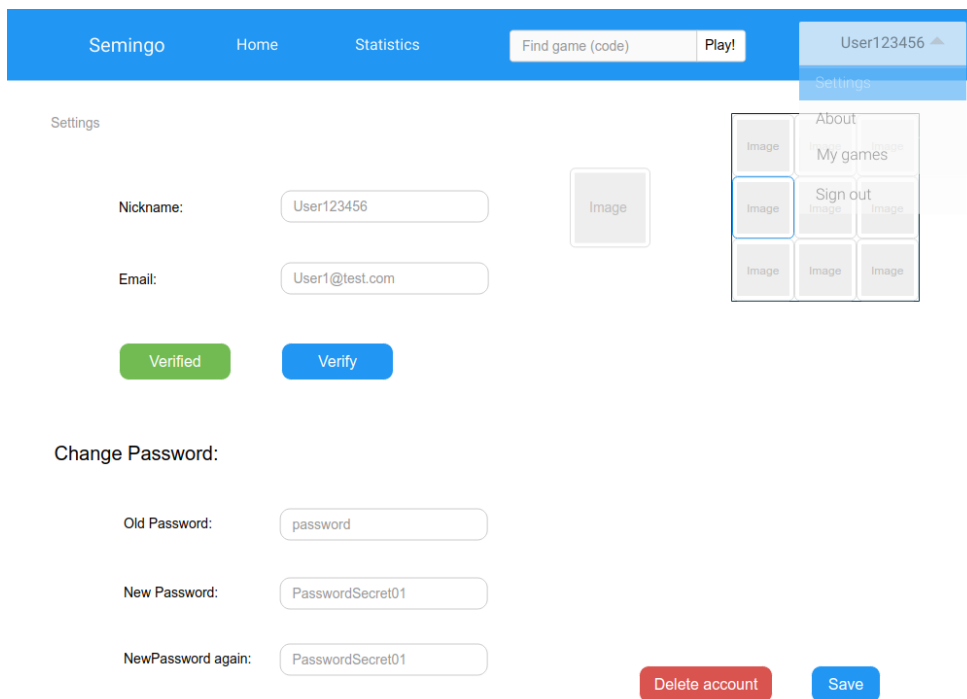 Semingo Home Statistics Find game (code) Play! User123456
Settings
Settings
About
My games
Sign out
Image
Image
Image
Image
Image
Image
Image
Image
Image
Nickname: User123456
Email: User1@test.com
Verified Verify
Change Password:
Old Password: password
New Password: PasswordSecret01
NewPassword again: PasswordSecret01
Delete account Save